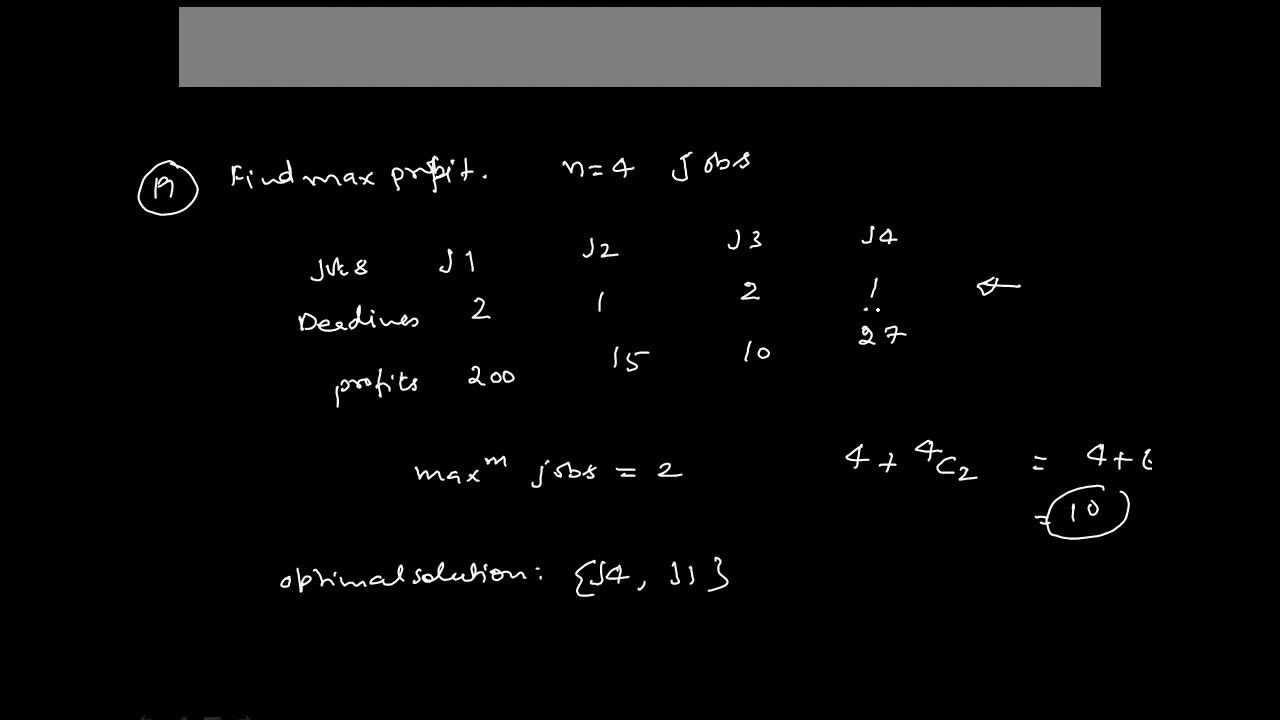 19 Find max profit. n=4 Jobs
J1 J2 J3 J4
Deadlines 2 1 2 1
profits 200 15 10 27
max^m jobs = 2 4 + 4C2 = 4+6
= 10
optimal solution: {J4, J1}